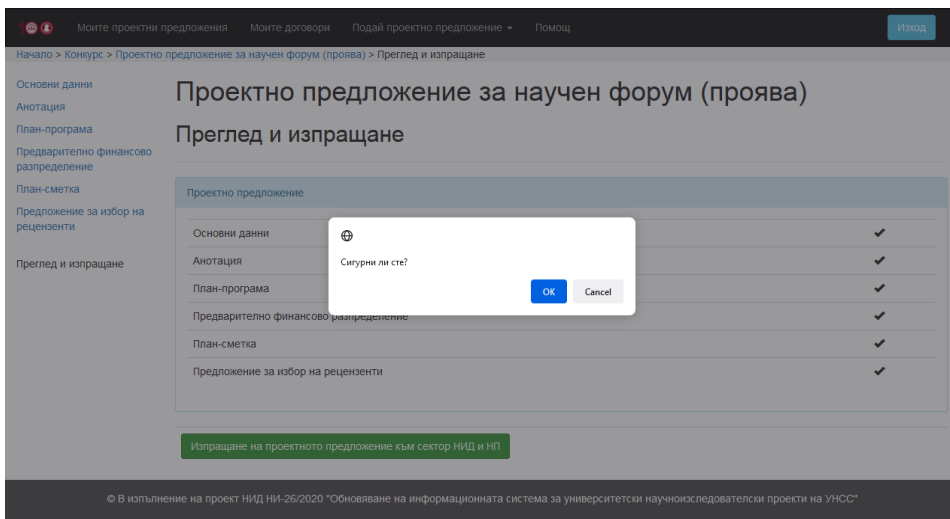 Моите проектни предложения Моите договори Подай проектно предложение Помощ Изход
Начало > Конкурс > Проектно предложение за научен форум (проява) > Преглед и изпращане
Основни данни
Анотация
План-програма
Предварително финансово
разпределение
План-сметка
Предложение за избор на
рецензенти
Преглед и изпращане
Проектно предложение за научен форум (проява)
Преглед и изпращане
Проектно предложение
Основни данни
Анотация
План-програма
Предварително финансово разпределение
План-сметка
Предложение за избор на рецензенти
Сигурни ли сте?
OK Cancel
Изпращане на проектното предложение към сектор НИД и НП
© В изпълнение на проект НИД НИ-26/2020 "Обновяване на информационната система за университетски научноизследователски проекти на УНСС"